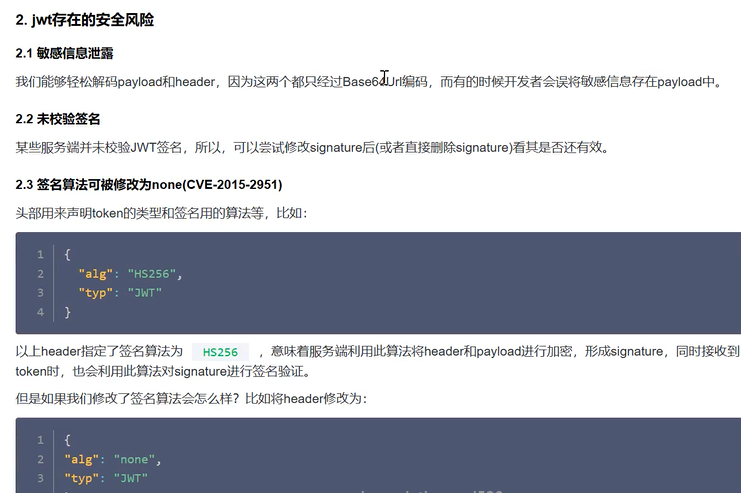 2. jwt存在的安全风险
2.1 敏感信息泄露
我们能够轻松解码payload和header，因为这两个都只经过Base64Url编码，而有的时候开发者会误将敏感信息存在payload中。
2.2 未校验签名
某些服务端并未校验JWT签名，所以，可以尝试修改signature后(或者直接删除signature)看其是否还有效。
2.3 签名算法可被修改为none(CVE-2015-2951)
头部用来声明token的类型和签名用的算法等，比如：
1 {
2 "alg": "HS256",
3 "typ": "JWT"
4 }
以上header指定了签名算法为 HS256 ，意味着服务端利用此算法将header和payload进行加密，形成signature，同时接收到
token时，也会利用此算法对signature进行签名验证。
但是如果我们修改了签名算法会怎么样？比如将header修改为：
1 {
2 "alg": "none",
3 "typ": "JWT"